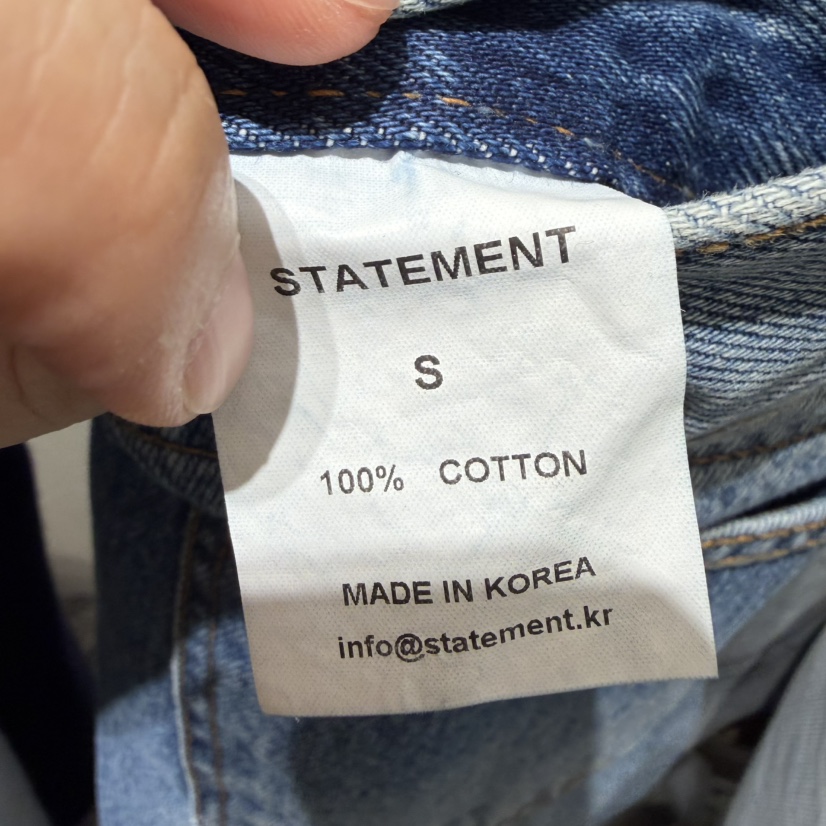 STATEMENT
S
100% COTTON
MADE IN KOREA
info@statement.kr